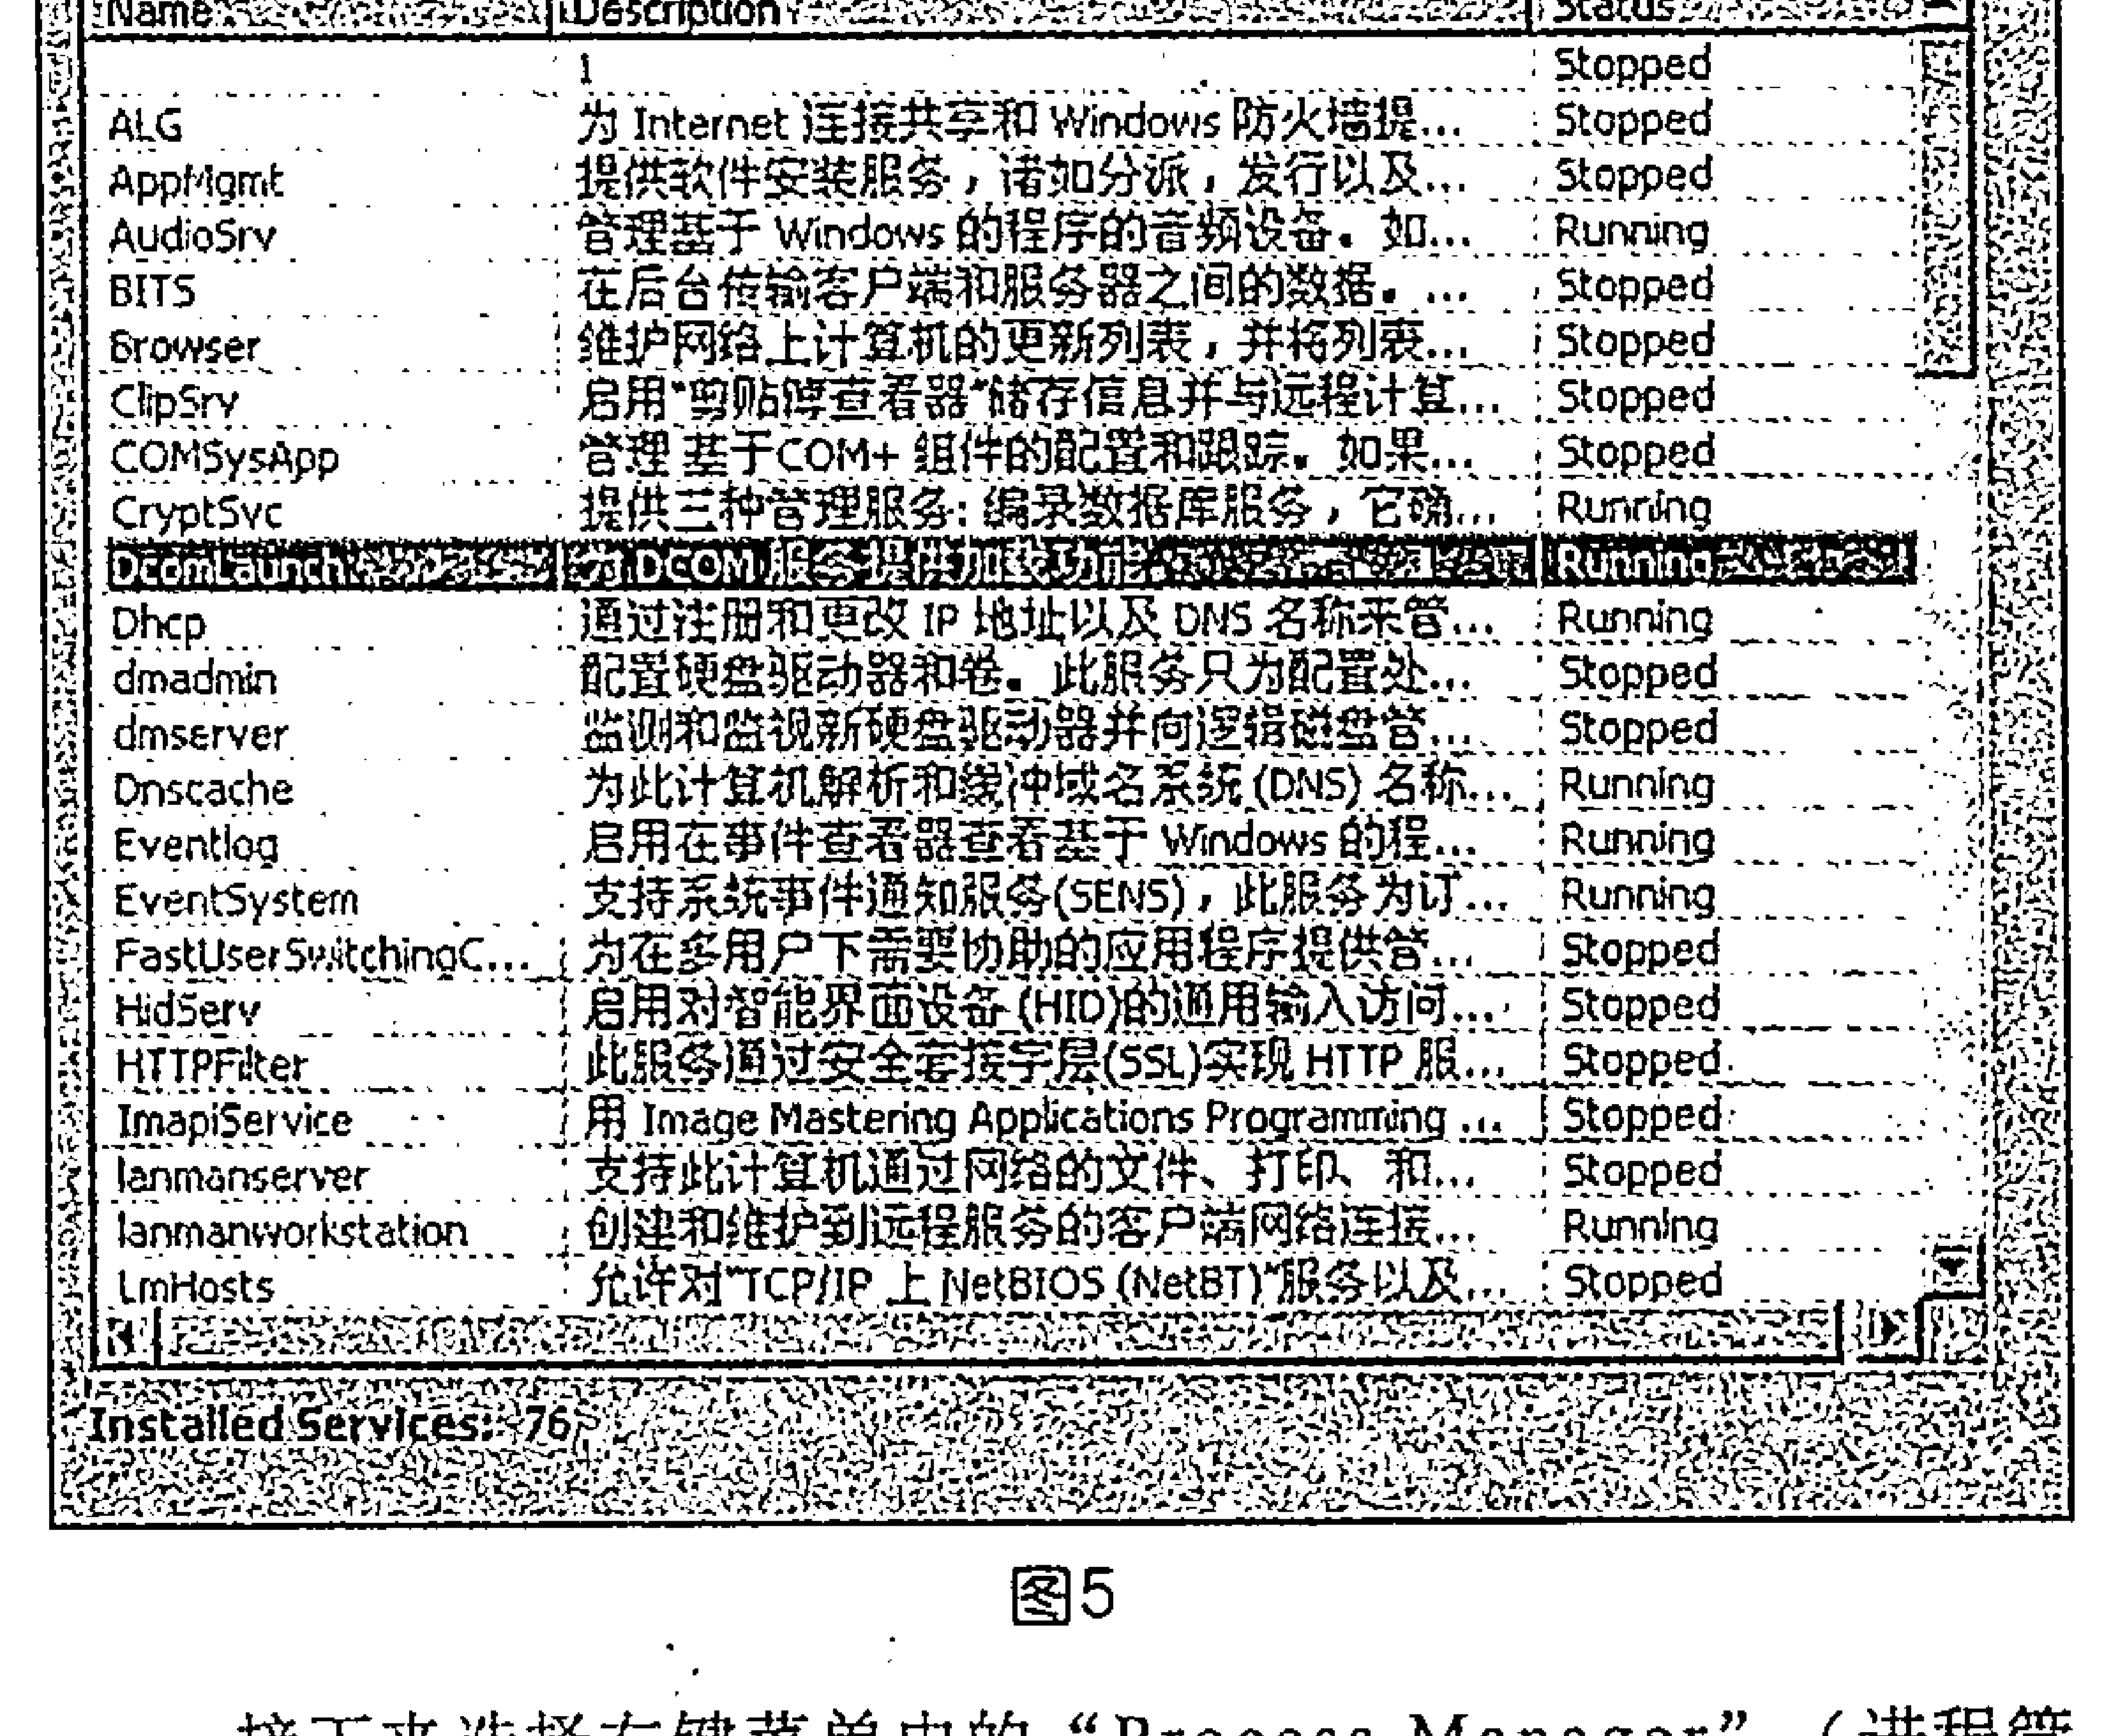 Name Description Status
1 Stopped
ALG 为 Internet 连接共享和 Windows 防火墙提... Stopped
AppMgmt 提供软件安装服务，诸如分派，发行以及... Stopped
AudioSrv 管理基于 Windows 的程序的音频设备。如... Running
BITS 在后台传输客户端和服务器之间的数据。... Stopped
Browser 维护网络上计算机的更新列表，并将列表... Stopped
ClipSrv 启用“剪贴簿查看器”储存信息并与远程计算... Stopped
COMSysApp 管理 基于COM+ 组件的配置和跟踪。如果... Stopped
CryptSvc 提供三种管理服务: 编录数据库服务，它确... Running
DcomLaunch 为 DCOM 服务提供加载功能 Running
Dhcp 通过注册和更改 IP 地址以及 DNS 名称来管... Running
dmadmin 配置硬盘驱动器和卷。此服务只为配置处... Stopped
dmserver 监测和监视新硬盘驱动器并向逻辑磁盘管... Stopped
Dnscache 为此计算机解析和缓冲域名系统 (DNS) 名称... Running
Eventlog 启用在事件查看器查看基于 Windows 的程... Running
EventSystem 支持系统事件通知服务(SENS)，此服务为订... Running
FastUserSwitchingC... 为在多用户下需要协助的应用程序提供管... Stopped
HidServ 启用对智能界面设备 (HID)的通用输入访问... Stopped
HTTPFilter 此服务通过安全套接字层(SSL)实现 HTTP 服... Stopped
ImapiService 用 Image Mastering Applications Programming ... Stopped
lanmanserver 支持此计算机通过网络的文件、打印、和... Stopped
lanmanworkstation 创建和维护到远程服务的客户端网络连接... Running
LmHosts 允许对“TCP/IP 上 NetBIOS (NetBT)”服务以及... Stopped
Installed Services: 76
图5
接下来选择右键菜单中的“Process Manager”（进程管